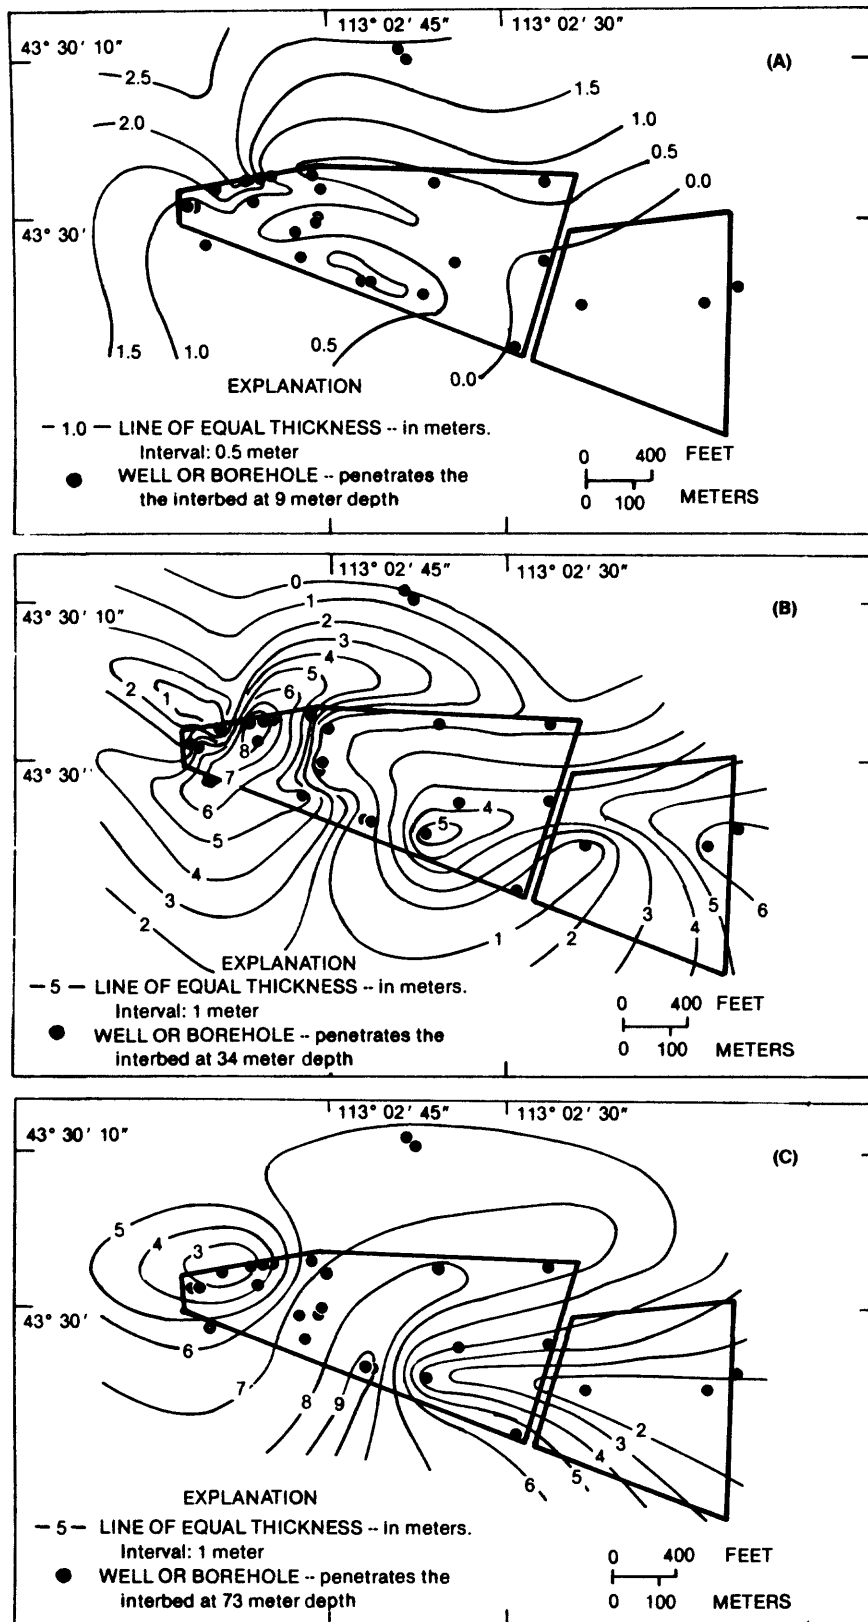 113° 02' 45" 113° 02' 30"
43° 30' 10"
(A)
2.5
1.5
2.0
1.0
0.5
0.0
43° 30'
1.5 1.0 0.5 0.0
EXPLANATION
– 1.0 — LINE OF EQUAL THICKNESS -- in meters.
Interval: 0.5 meter
WELL OR BOREHOLE -- penetrates the
the interbed at 9 meter depth
0 400 FEET
0 100 METERS
113° 02' 45" 113° 02' 30"
43° 30' 10"
(B)
0
1
2
3
4
5
6
2
1
8
43° 30'
7
6
5
4
3
2
5
4
1
2
3
4
5
6
EXPLANATION
– 5 — LINE OF EQUAL THICKNESS -- in meters.
Interval: 1 meter
WELL OR BOREHOLE -- penetrates the
interbed at 34 meter depth
0 400 FEET
0 100 METERS
113° 02' 45" 113° 02' 30"
43° 30' 10"
(C)
5
4
3
43° 30'
6
7
8
9
2
3
4
5
6
EXPLANATION
– 5 – LINE OF EQUAL THICKNESS -- in meters.
Interval: 1 meter
WELL OR BOREHOLE -- penetrates the
interbed at 73 meter depth
0 400 FEET
0 100 METERS